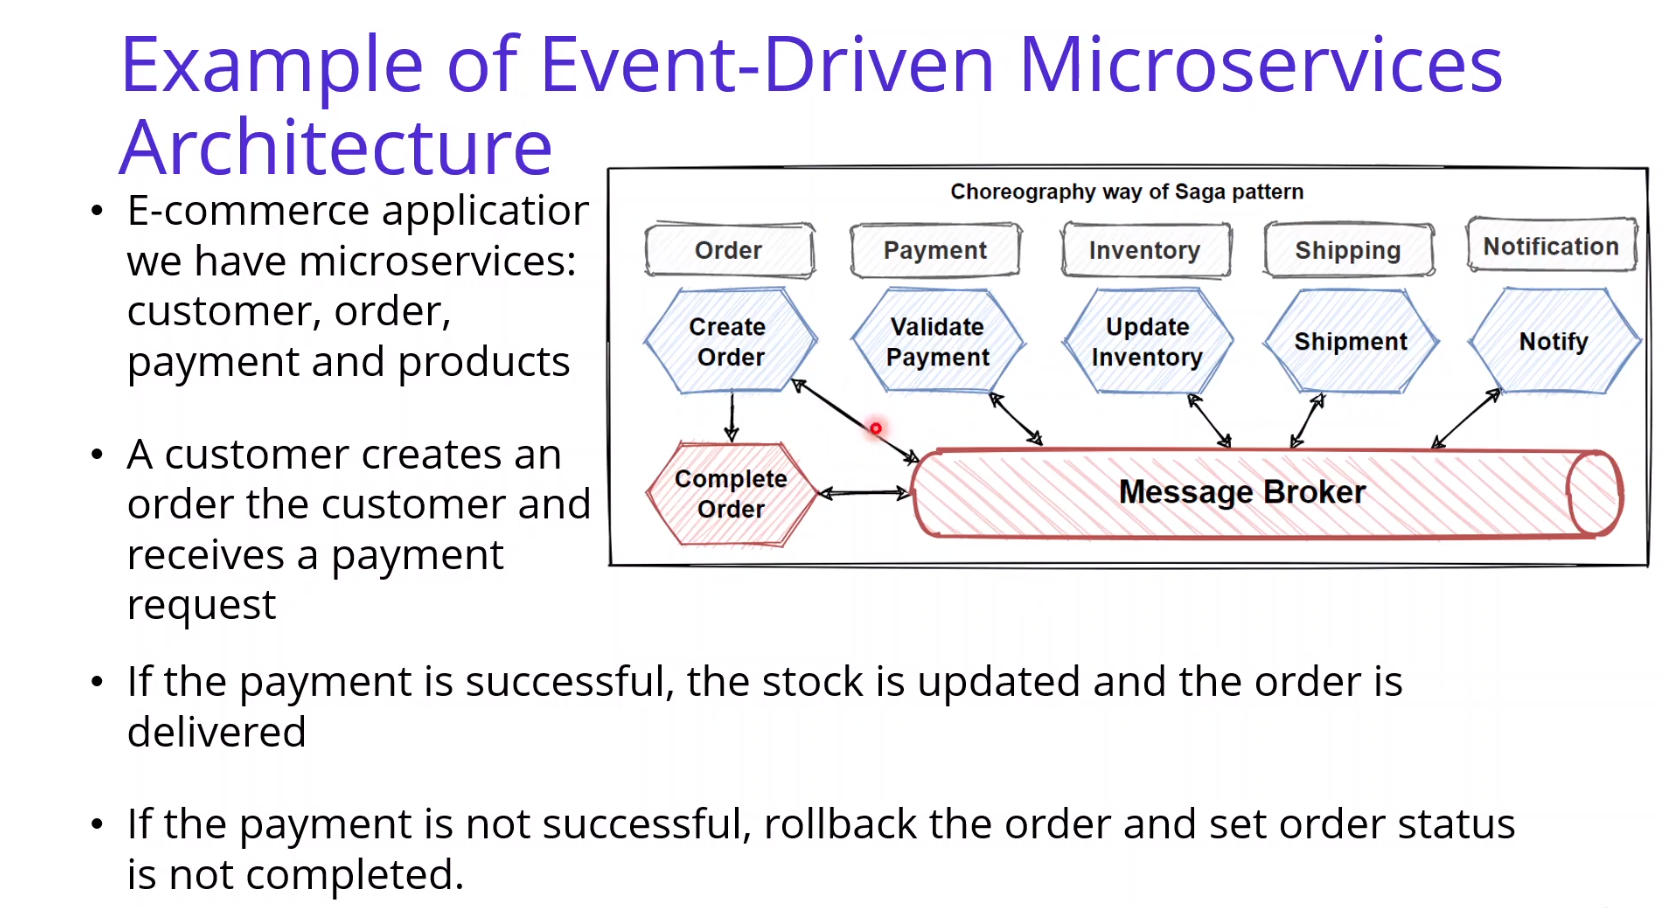 Example of Event-Driven Microservices
Architecture
• E-commerce applicatior
we have microservices:
customer, order,
payment and products
• A customer creates an
order the customer and
receives a payment
request
• If the payment is successful, the stock is updated and the order is
delivered
• If the payment is not successful, rollback the order and set order status
is not completed.
Choreography way of Saga pattern
Order
Payment
Inventory
Shipping
Notification
Create
Order
Validate
Payment
Update
Inventory
Shipment
Notify
Complete
Order
Message Broker